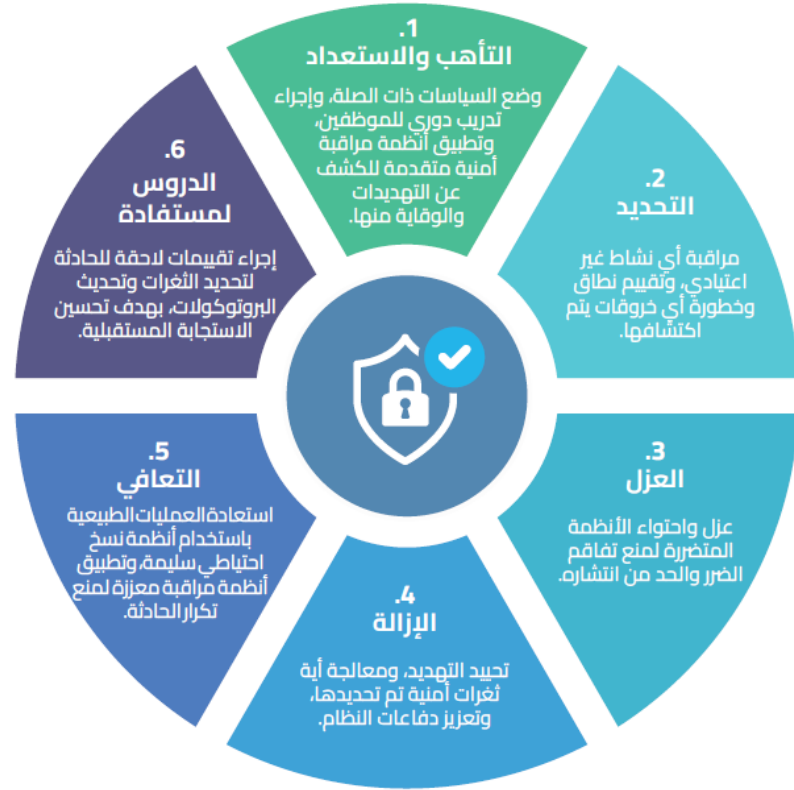 1.
التأهب والاستعداد
وضع السياسات ذات الصلة، وإجراء
تدريب دوري للموظفين،
وتطبيق أنظمة مراقبة
أمنية متقدمة للكشف
عن التهديدات
والوقاية منها.
2.
التحديد
مراقبة أي نشاط غير
اعتيادي، وتقييم نطاق
وخطورة أي خروقات يتم
اكتشافها.
3.
العزل
عزل واحتواء الأنظمة
المتضررة لمنع تفاقم
الضرر والحد من انتشاره.
4.
الإزالة
تحييد التهديد، ومعالجة أية
ثغرات أمنية تم تحديدها،
وتعزيز دفاعات النظام.
5.
التعافي
استعادة العمليات الطبيعية
باستخدام أنظمة نسخ
احتياطي سليمة، وتطبيق
أنظمة مراقبة معززة لمنع
تكرار الحادثة.
6.
الدروس
لمستفادة
إجراء تقييمات لاحقة للحادثة
لتحديد الثغرات وتحديث
البروتوكولات، بهدف تحسين
الاستجابة المستقبلية.